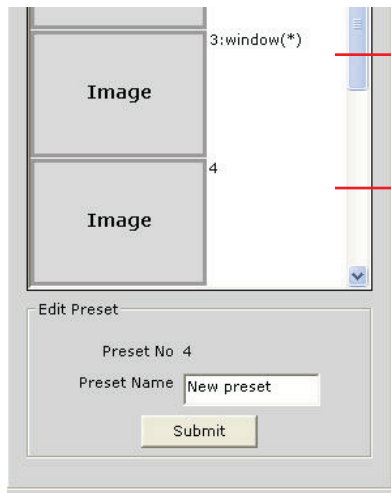 3:window(*)
Image
4
Image
Edit Preset
Preset No 4
Preset Name New preset
Submit